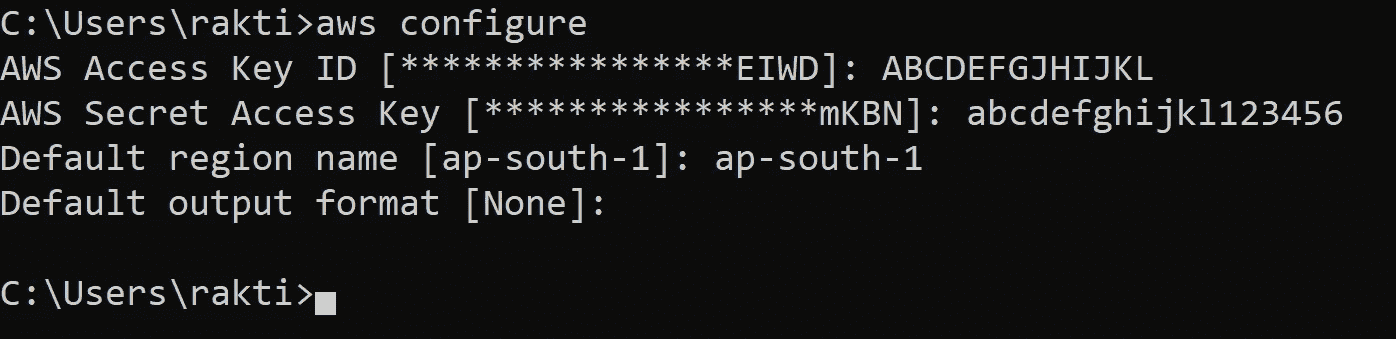 C:\Users\rakti>aws configure
AWS Access Key ID [****************EIWD]: ABCDEFGJHIJKL
AWS Secret Access Key [****************mKBN]: abcdefghijkl123456
Default region name [ap-south-1]: ap-south-1
Default output format [None]:
C:\Users\rakti>